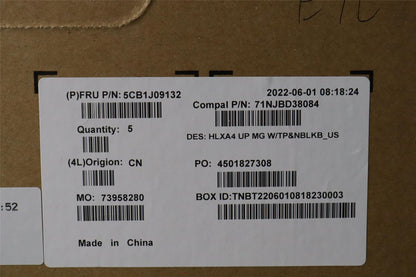 (P)FRU P/N: 5CB1J09132
2022-06-01 08:18:24
Compal P/N: 71NJBD38084
Quantity: 5
DES: HLXA4 UP MG W/TP&NBLKB_US
(4L)Origion: CN
PO: 4501827308
MO: 73958280
BOX ID:TNBT2206010818230003
Made in China
:52